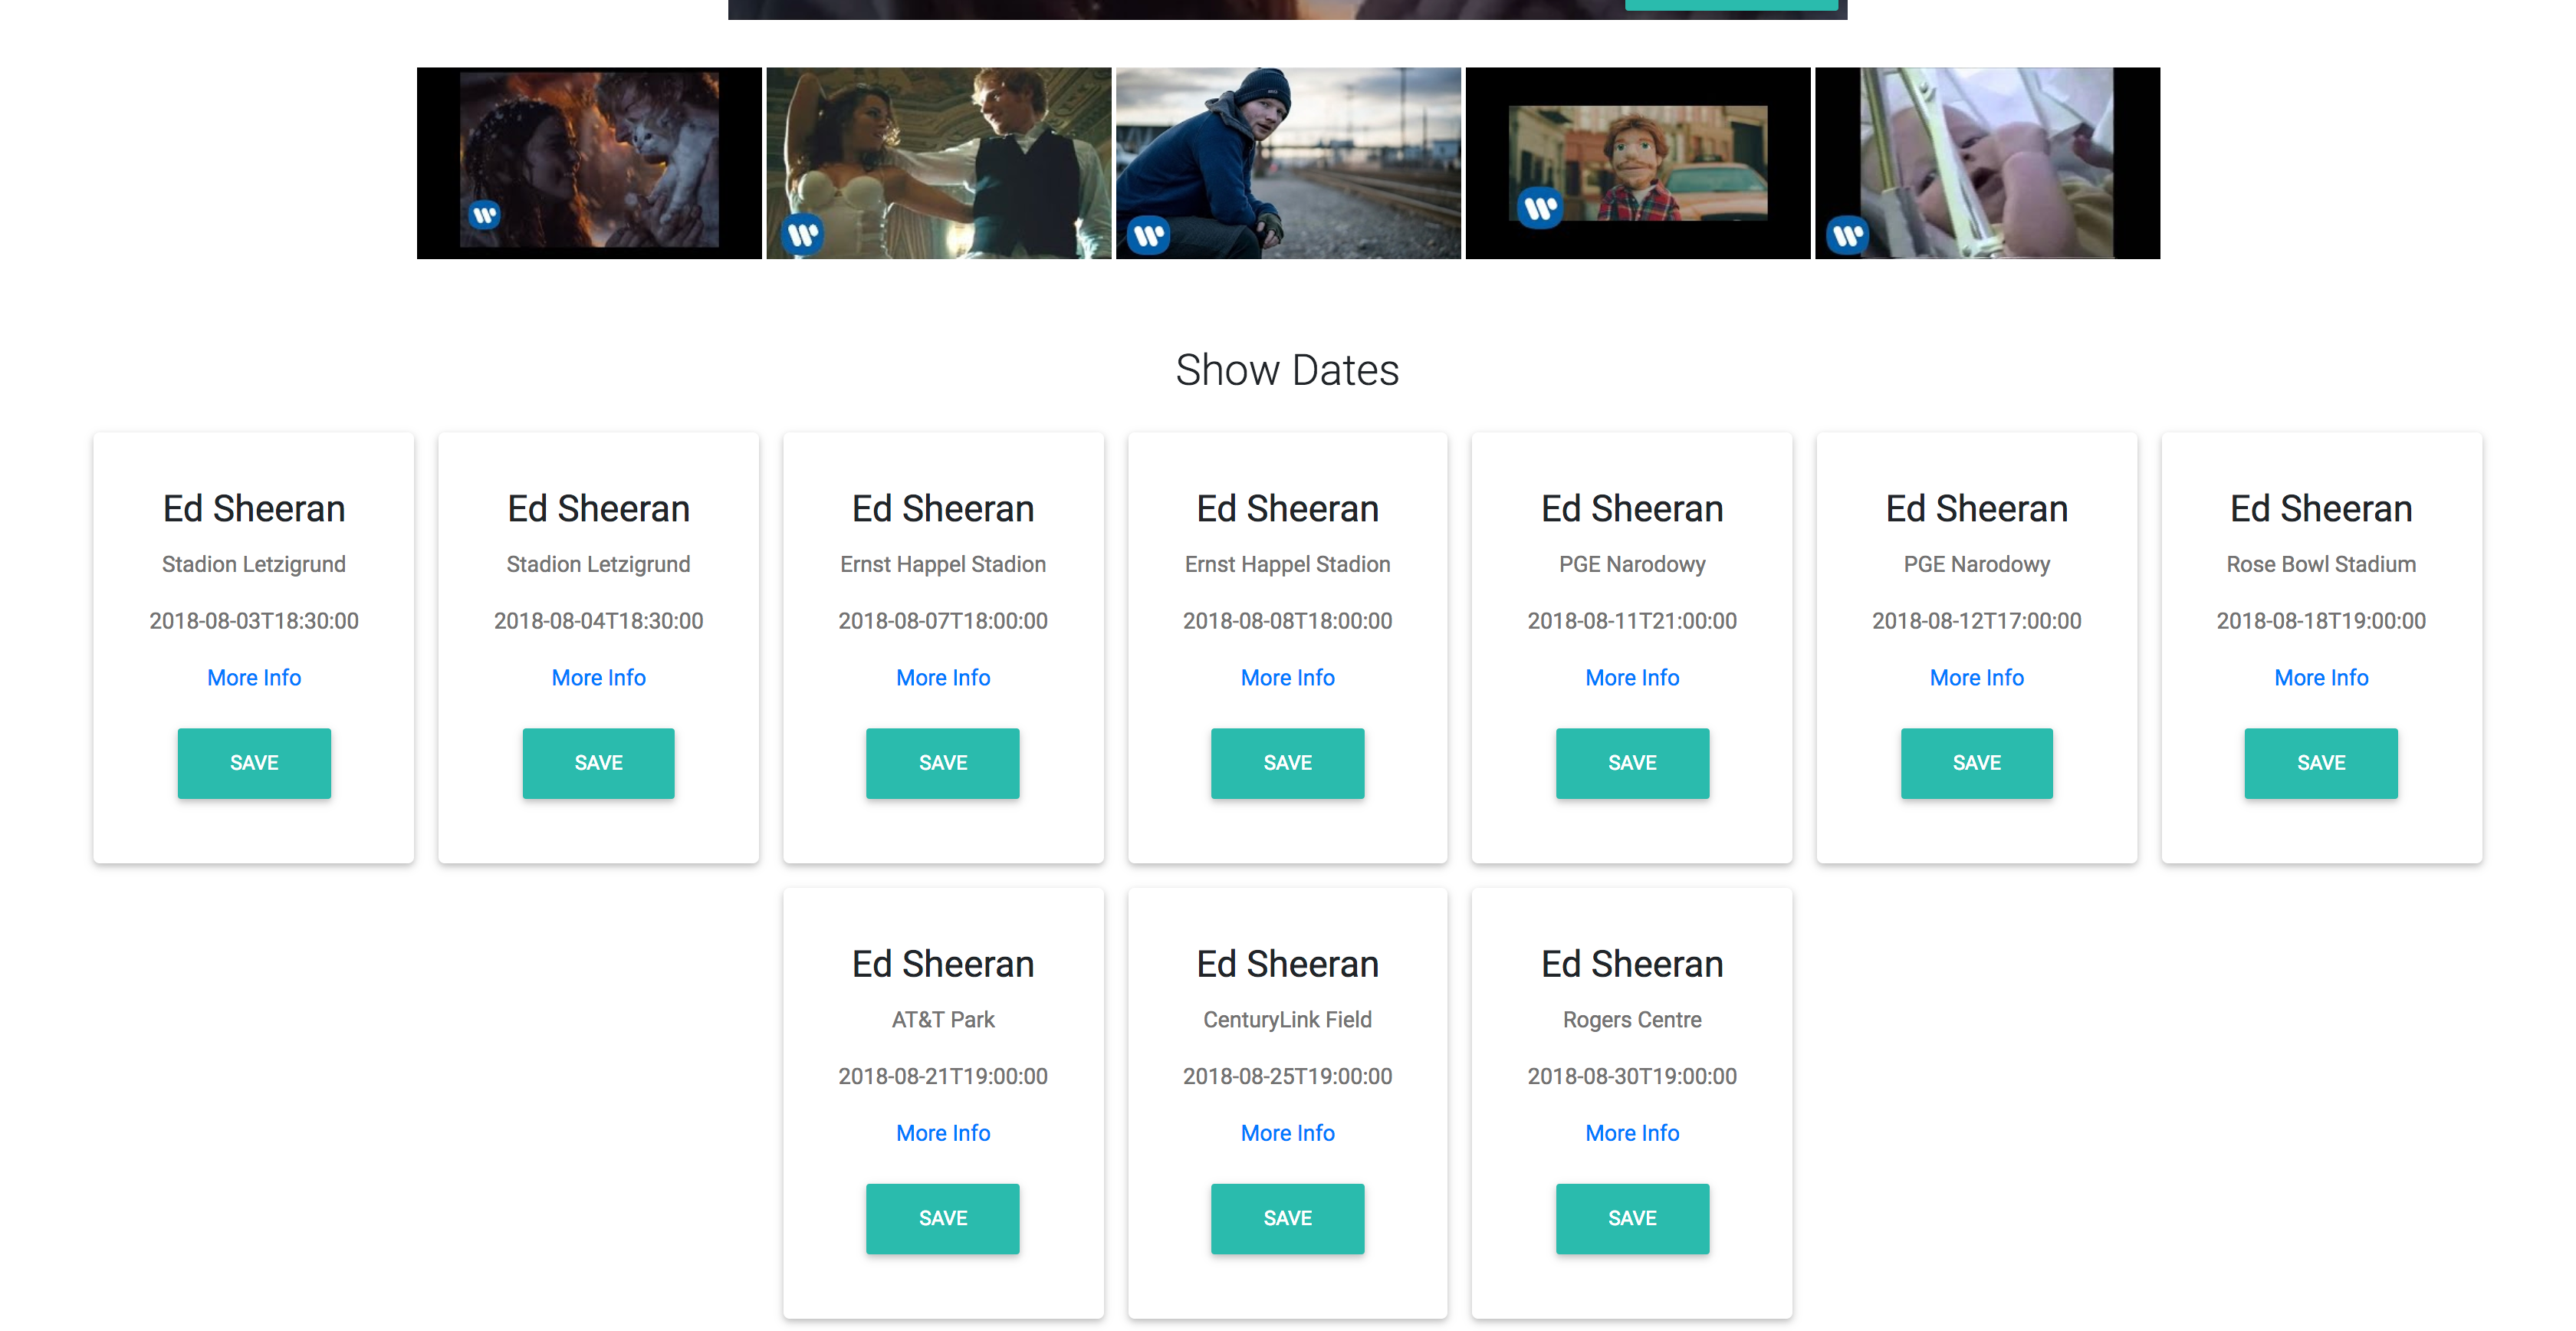 Show Dates
Ed Sheeran
Stadion Letzigrund
2018-08-03T18:30:00
More Info
SAVE
Ed Sheeran
Stadion Letzigrund
2018-08-04T18:30:00
More Info
SAVE
Ed Sheeran
Ernst Happel Stadion
2018-08-07T18:00:00
More Info
SAVE
Ed Sheeran
Ernst Happel Stadion
2018-08-08T18:00:00
More Info
SAVE
Ed Sheeran
PGE Narodowy
2018-08-11T21:00:00
More Info
SAVE
Ed Sheeran
PGE Narodowy
2018-08-12T17:00:00
More Info
SAVE
Ed Sheeran
Rose Bowl Stadium
2018-08-18T19:00:00
More Info
SAVE
Ed Sheeran
AT&T Park
2018-08-21T19:00:00
More Info
SAVE
Ed Sheeran
CenturyLink Field
2018-08-25T19:00:00
More Info
SAVE
Ed Sheeran
Rogers Centre
2018-08-30T19:00:00
More Info
SAVE